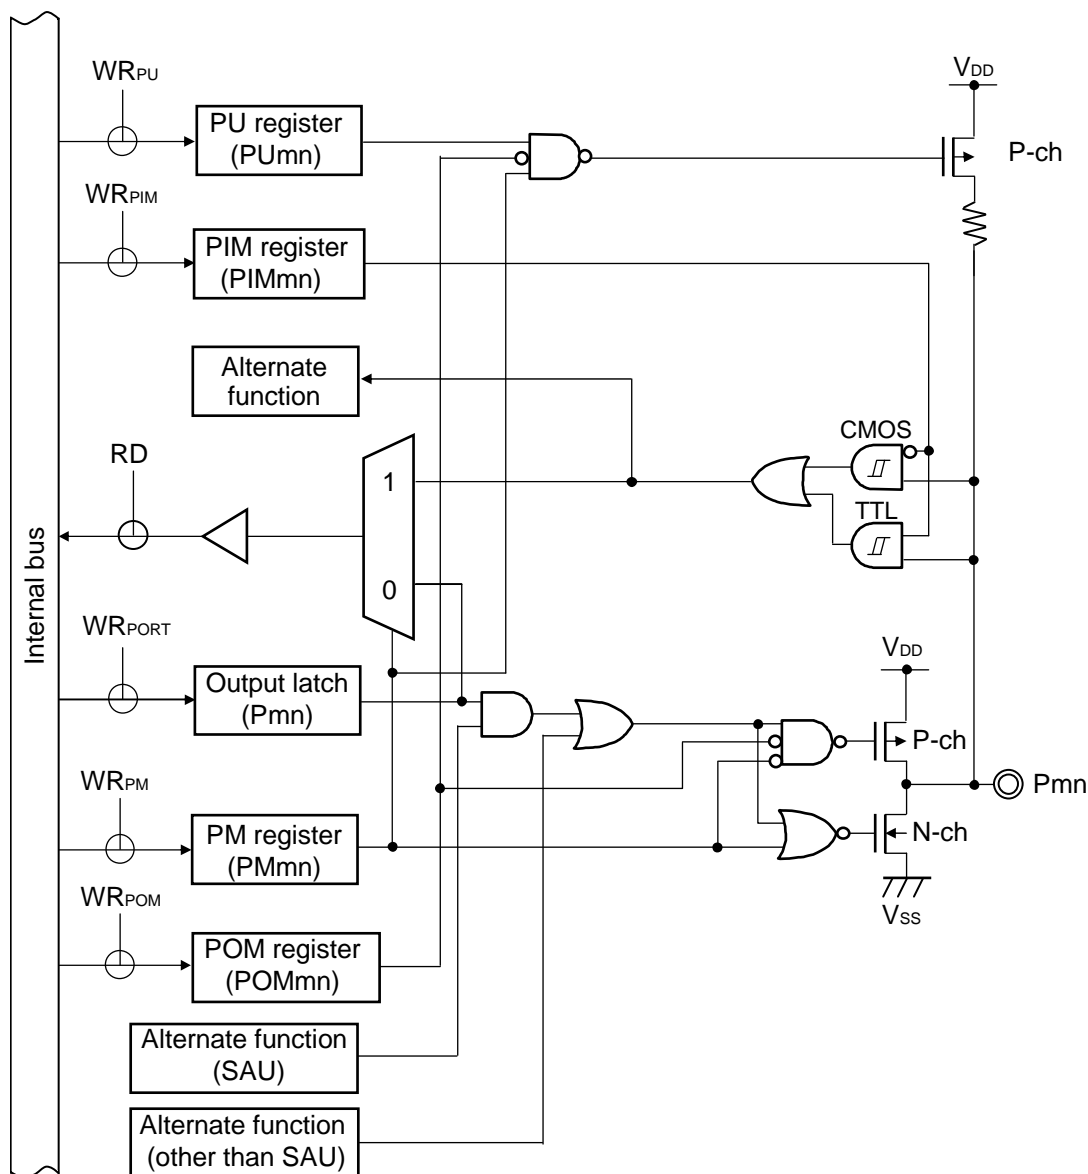 WRPU
VDD
PU register
(PUmn)
P-ch
WRPIM
PIM register
(PIMmn)
Alternate
function
CMOS
RD
1
TTL
Internal bus
0
WRPORT
VDD
Output latch
(Pmn)
P-ch
WRPM
Pmn
PM register
(PMmn)
N-ch
WRPOM
VSS
POM register
(POMmn)
Alternate function
(SAU)
Alternate function
(other than SAU)